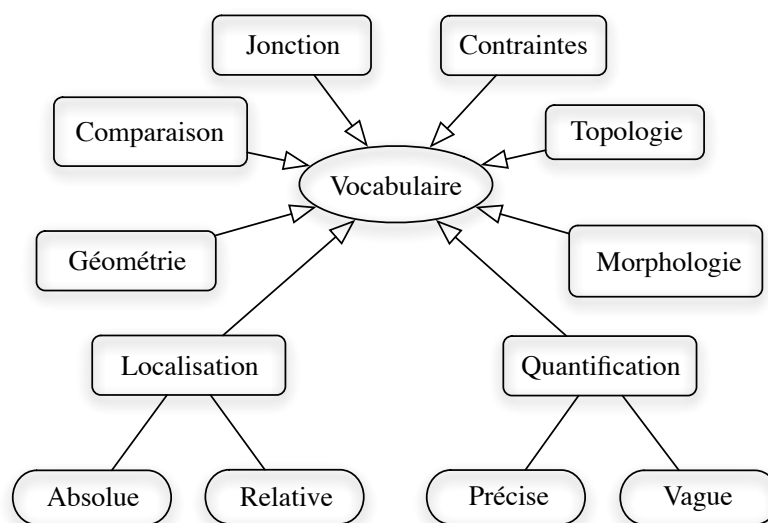 Jonction
Contraintes
Comparaison
Topologie
Vocabulaire
Géométrie
Morphologie
Localisation
Quantification
Absolue
Relative
Précise
Vague